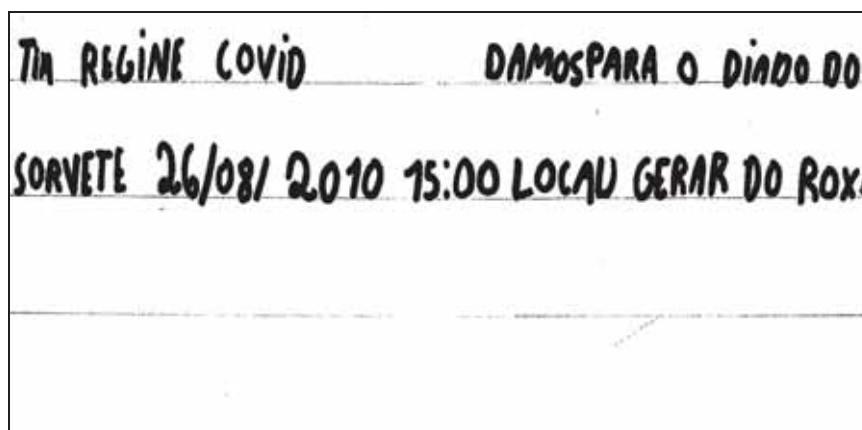 TIA REGINE COVID DAMOSPARA O DIADO DO
SORVETE 26/08/ 2010 15:00 LOCAU GERAR DO ROX